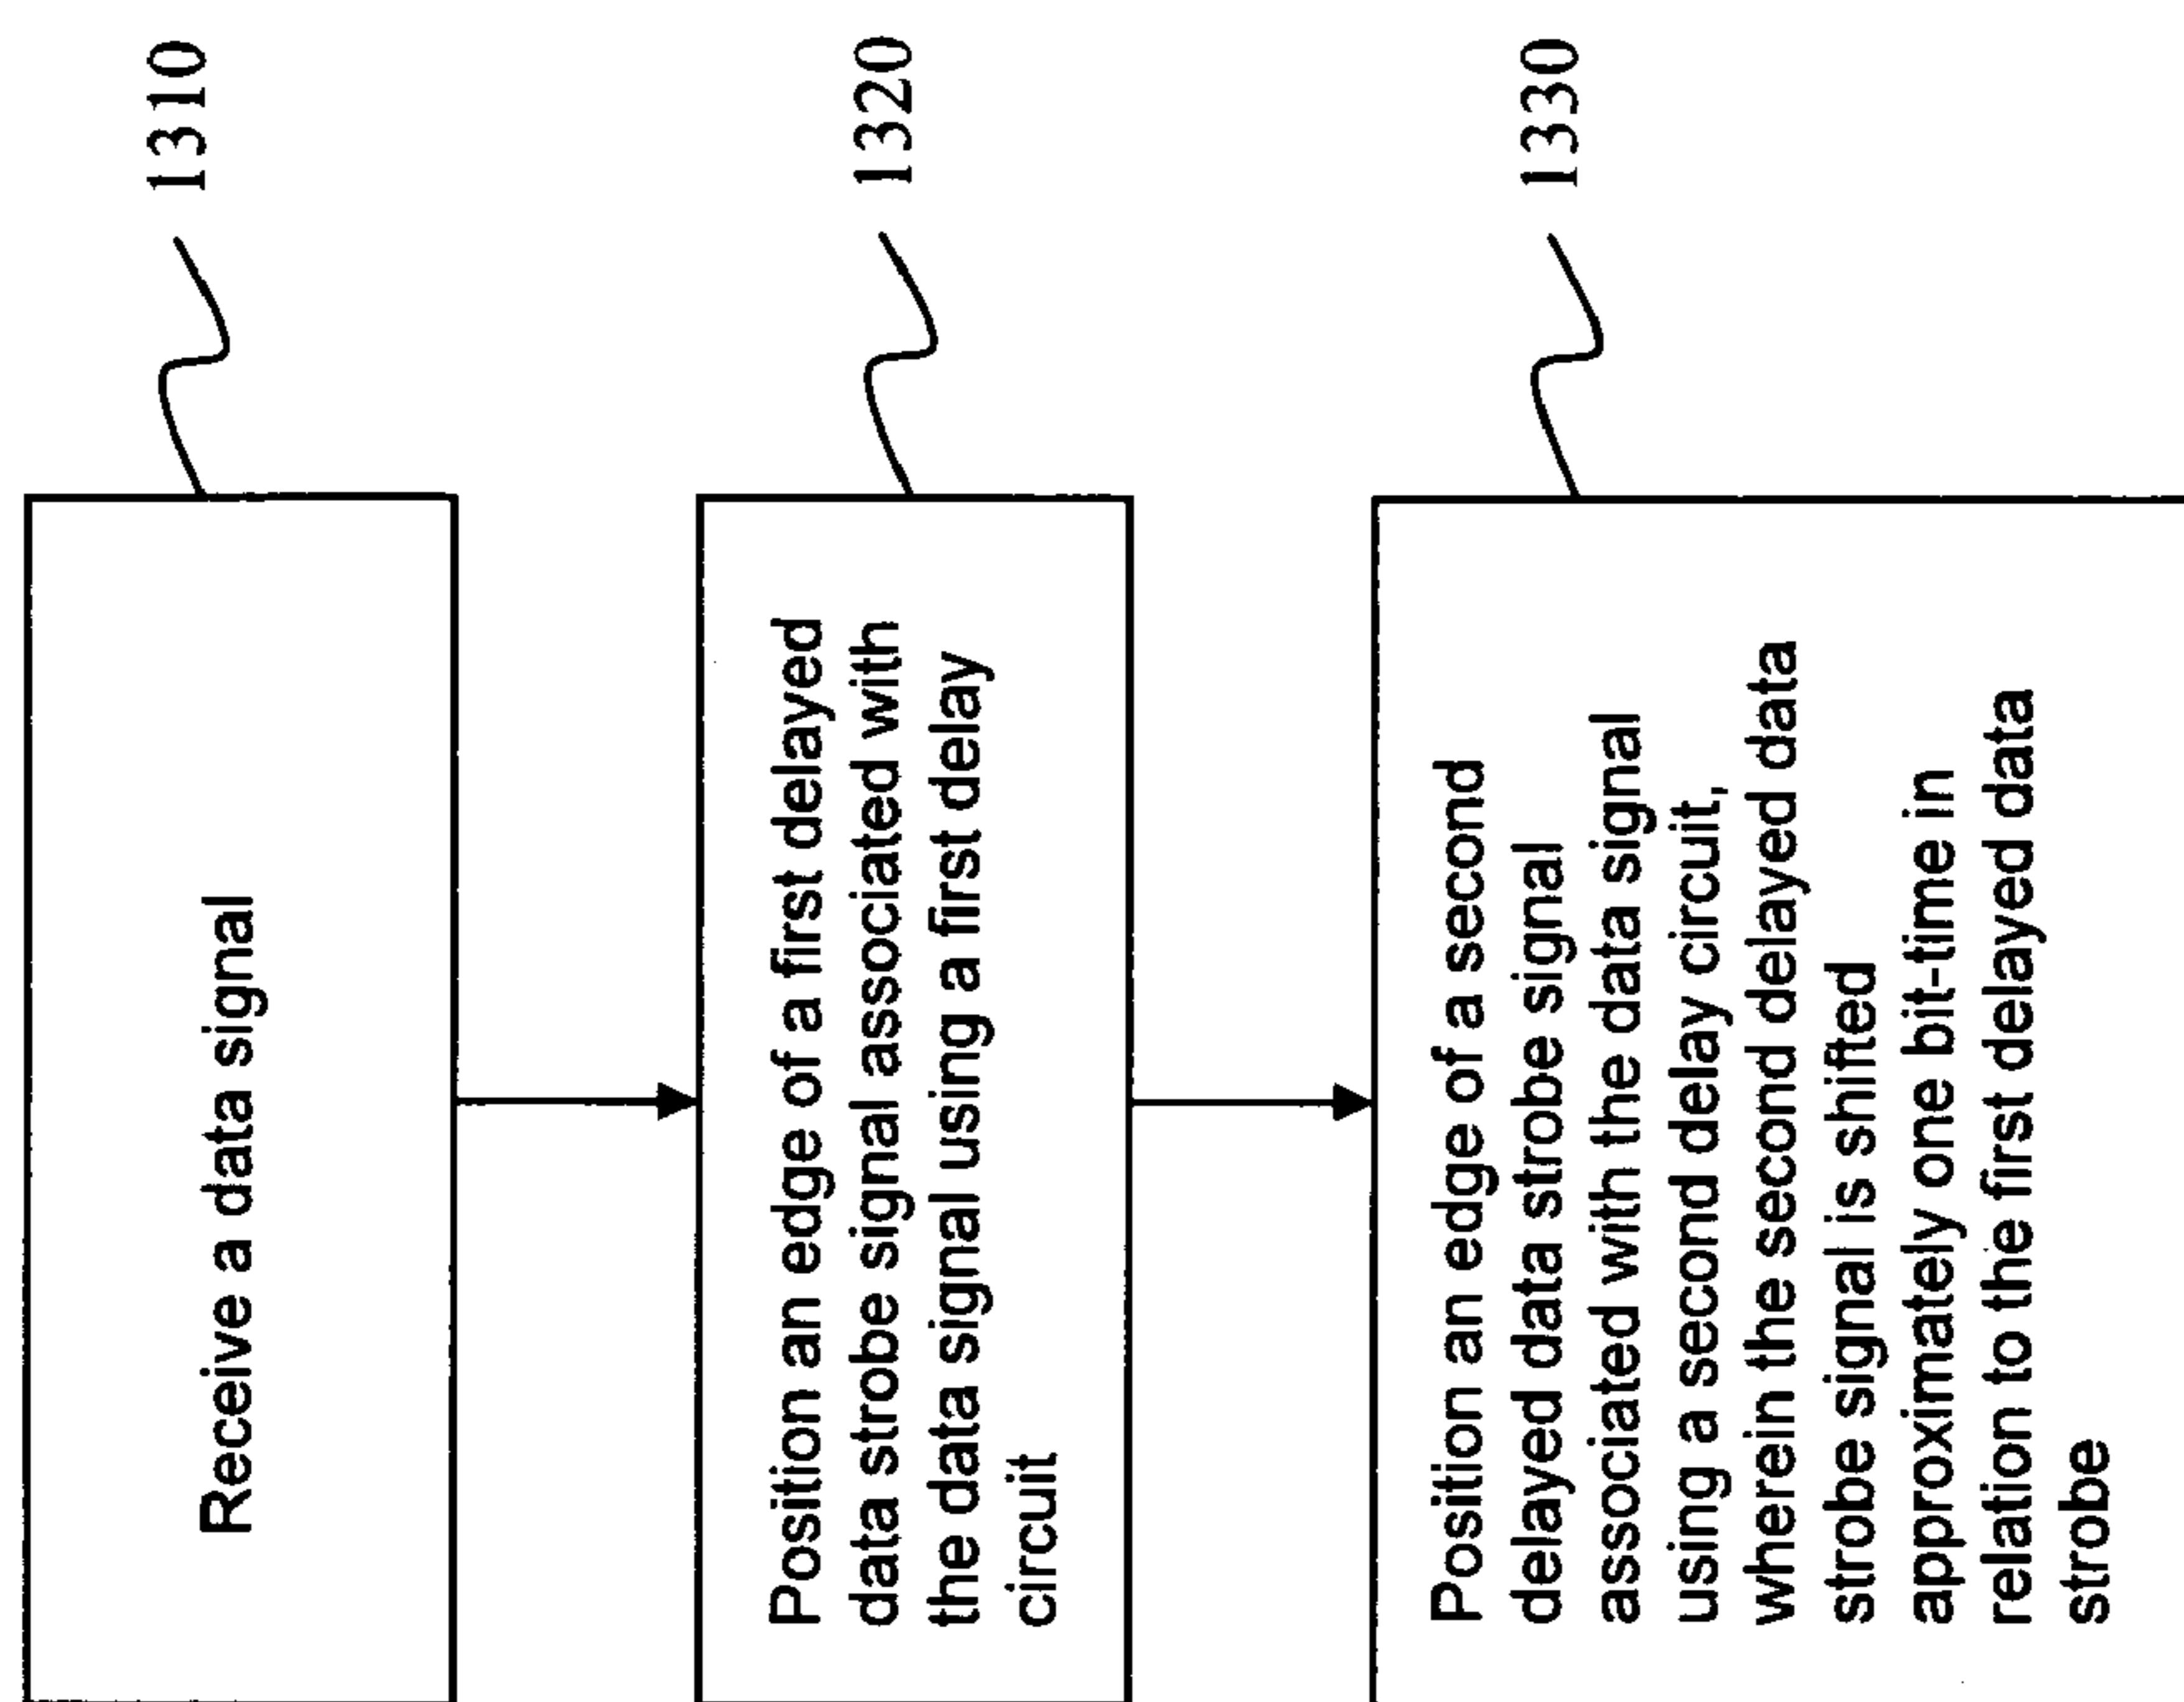 Receive a data signal
1310
Position an edge of a first delayed
data strobe signal associated with
the data signal using a first delay
circuit
1320
Position an edge of a second
delayed data strobe signal
associated with the data signal
using a second delay circuit,
wherein the second delayed data
strobe signal is shifted
approximately one bit-time in
relation to the first delayed data
strobe
1330